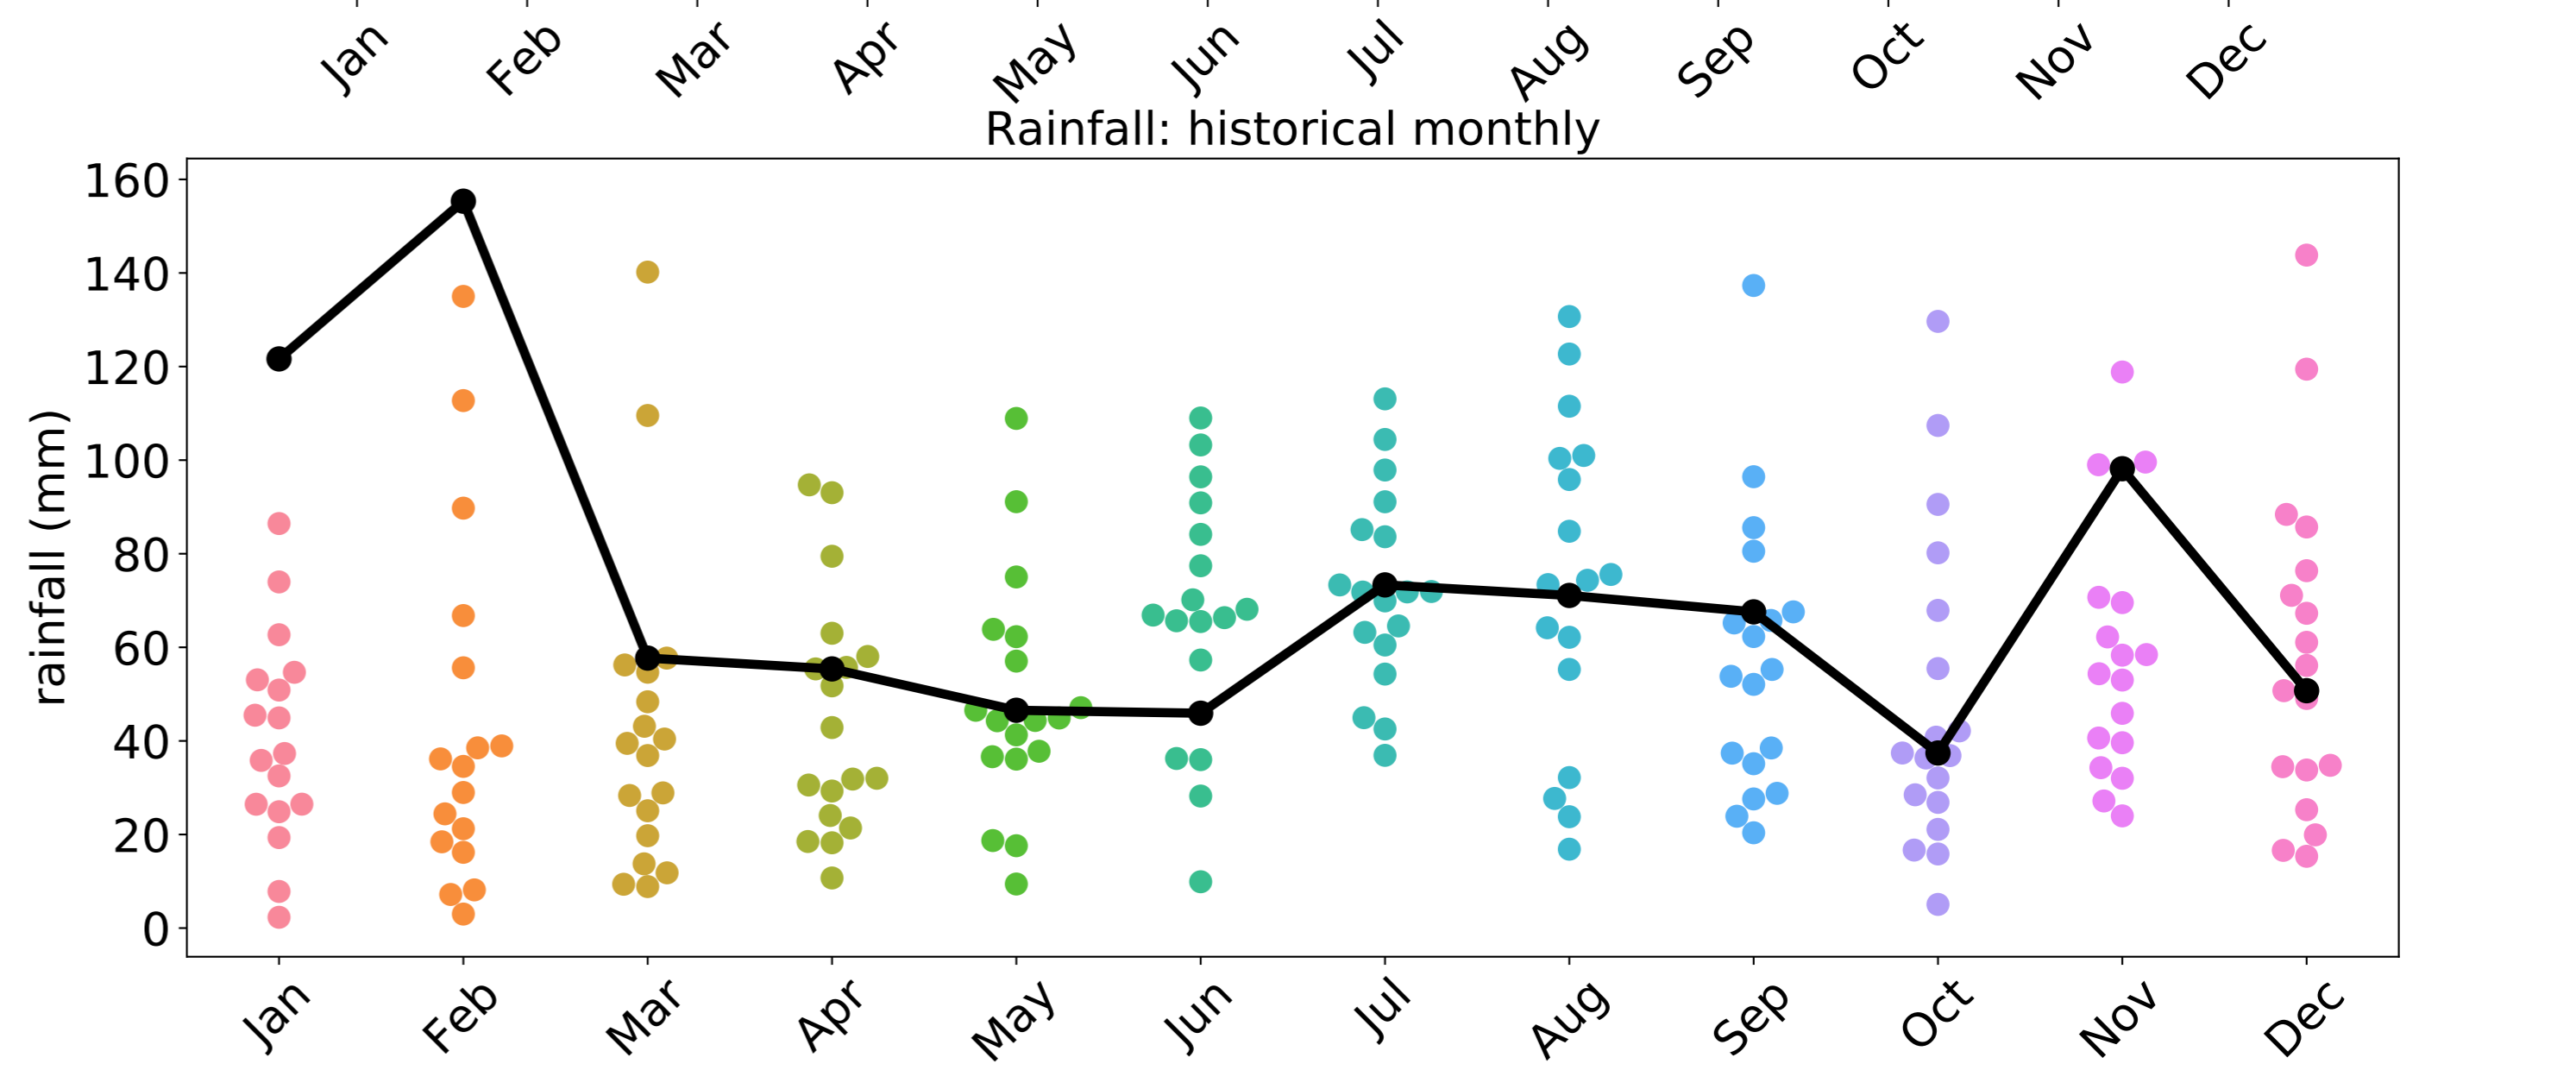 Jan Feb Mar Apr May Jun Jul Aug Sep Oct Nov Dec
Rainfall: historical monthly
rainfall (mm)
160
140
120
100
80
60
40
20
0
Jan Feb Mar Apr May Jun Jul Aug Sep Oct Nov Dec